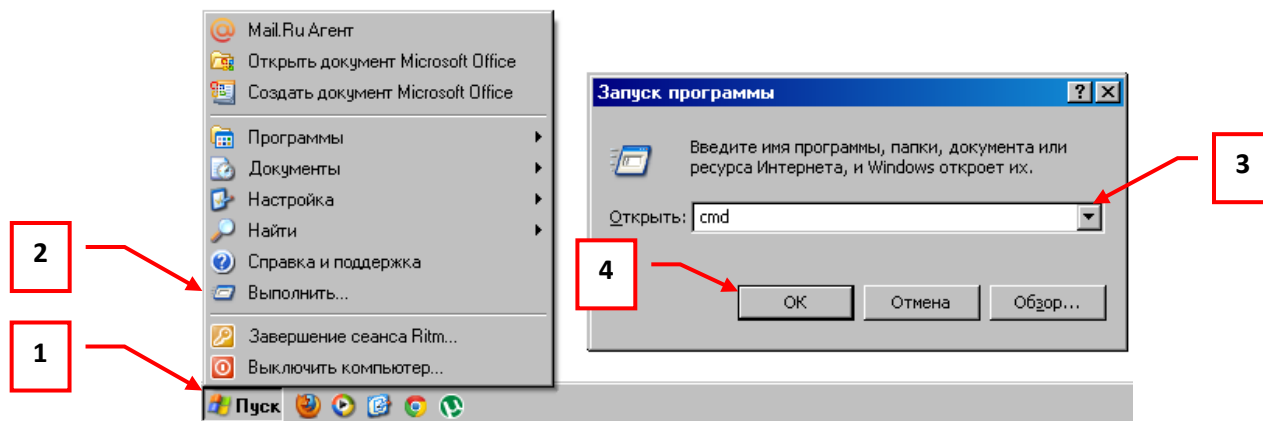 Mail.Ru Агент
Открыть документ Microsoft Office
Создать документ Microsoft Office
Программы
Документы
Настройка
Найти
Справка и поддержка
Выполнить...
Завершение сеанса Ritm...
Выключить компьютер...
Пуск
2
1
Запуск программы
Введите имя программы, папки, документа или
ресурса Интернета, и Windows откроет их.
Открыть: cmd
ОК Отмена Обзор...
3
4